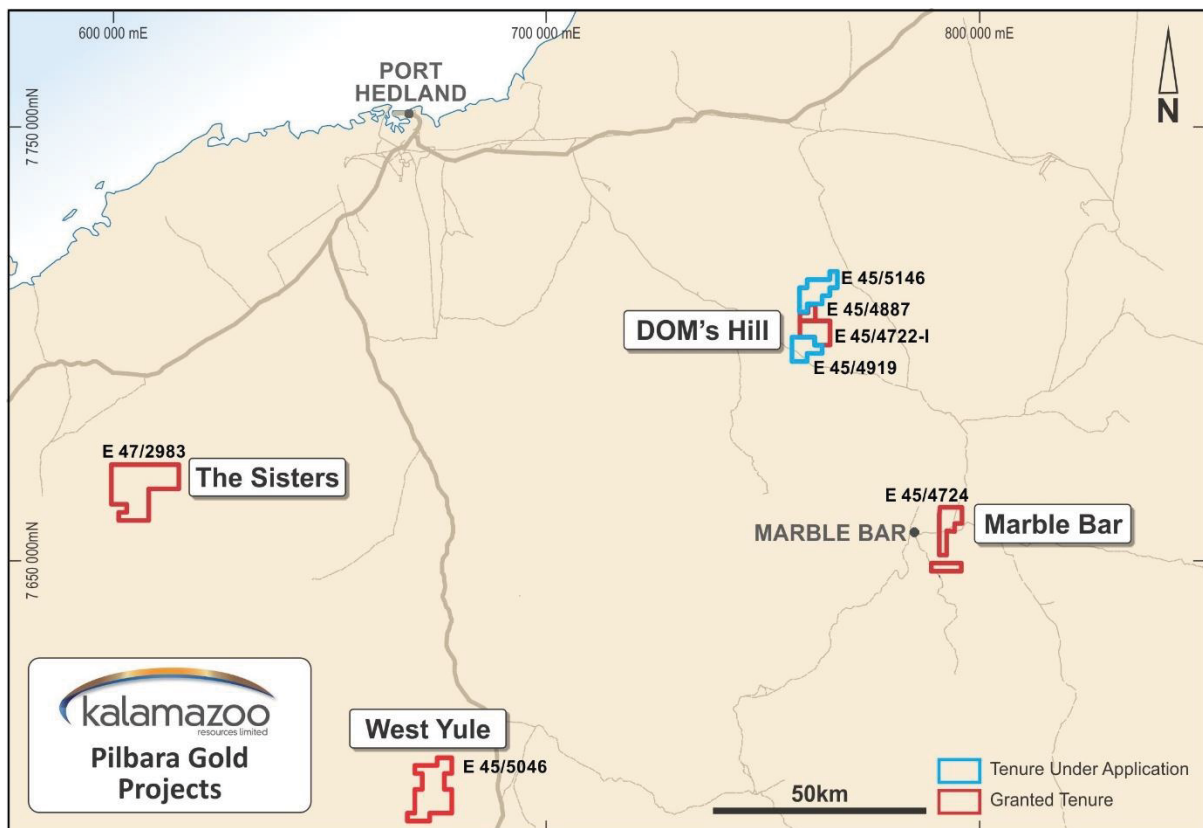 600 000 mE
700 000 mE
800 000 mE
PORT
HEDLAND
N
7 750 000mN
E 45/5146
E 45/4887
DOM's Hill
E 45/4722-I
E 45/4919
E 47/2983
The Sisters
E 45/4724
MARBLE BAR
Marble Bar
7 650 000mN
kalamazoo
resources limited
Pilbara Gold
Projects
West Yule
E 45/5046
50km
Tenure Under Application
Granted Tenure